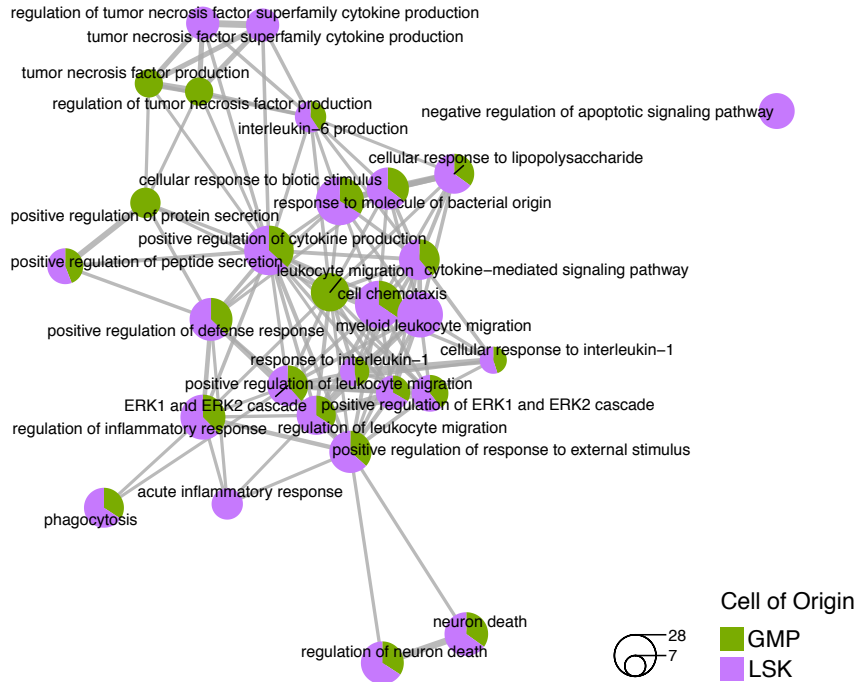 regulation of tumor necrosis factor superfamily cytokine production
tumor necrosis factor superfamily cytokine production
tumor necrosis factor production
regulation of tumor necrosis factor production
negative regulation of apoptotic signaling pathway
interleukin−6 production
cellular response to lipopolysaccharide
cellular response to biotic stimulus
response to molecule of bacterial origin
positive regulation of protein secretion
positive regulation of cytokine production
positive regulation of peptide secretion
leukocyte migration
cytokine−mediated signaling pathway
cell chemotaxis
myeloid leukocyte migration
positive regulation of defense response
cellular response to interleukin−1
response to interleukin−1
positive regulation of leukocyte migration
ERK1 and ERK2 cascade
positive regulation of ERK1 and ERK2 cascade
regulation of inflammatory response
regulation of leukocyte migration
positive regulation of response to external stimulus
acute inflammatory response
phagocytosis
neuron death
regulation of neuron death
28
7
Cell of Origin
GMP
LSK